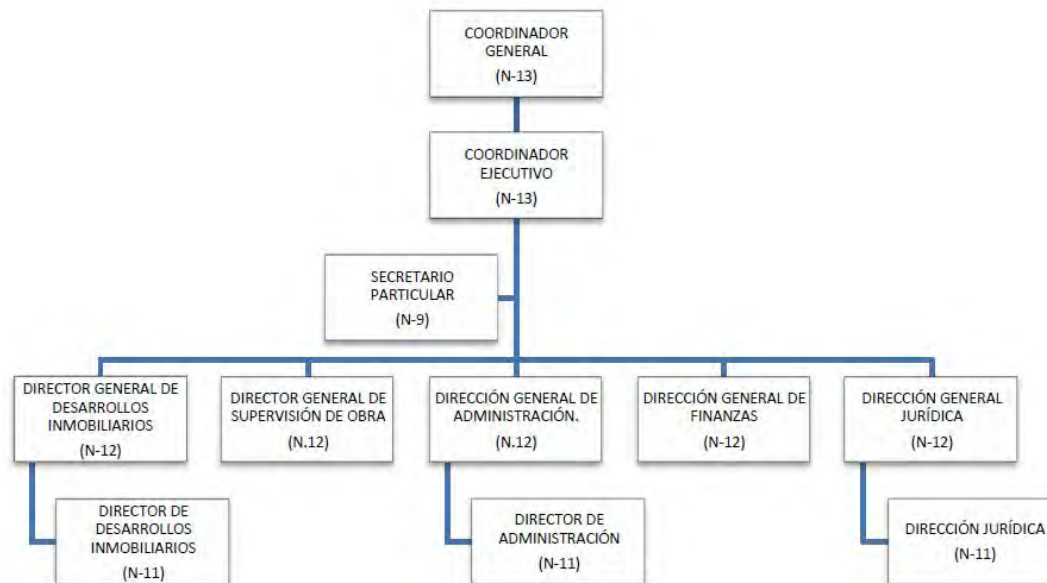 COORDINADOR
GENERAL
(N-13)
COORDINADOR
EJECUTIVO
(N-13)
SECRETARIO
PARTICULAR
(N-9)
DIRECTOR GENERAL DE
DESARROLLOS
INMOBILIARIOS
(N-12)
DIRECTOR GENERAL DE
SUPERVISIÓN DE OBRA
(N.12)
DIRECCIÓN GENERAL DE
ADMINISTRACIÓN.
(N.12)
DIRECCIÓN GENERAL DE
FINANZAS
(N-12)
DIRECCIÓN GENERAL
JURÍDICA
(N-12)
DIRECTOR DE
DESARROLLOS
INMOBILIARIOS
(N-11)
DIRECTOR DE
ADMINISTRACIÓN
(N-11)
DIRECCIÓN JURÍDICA
(N-11)